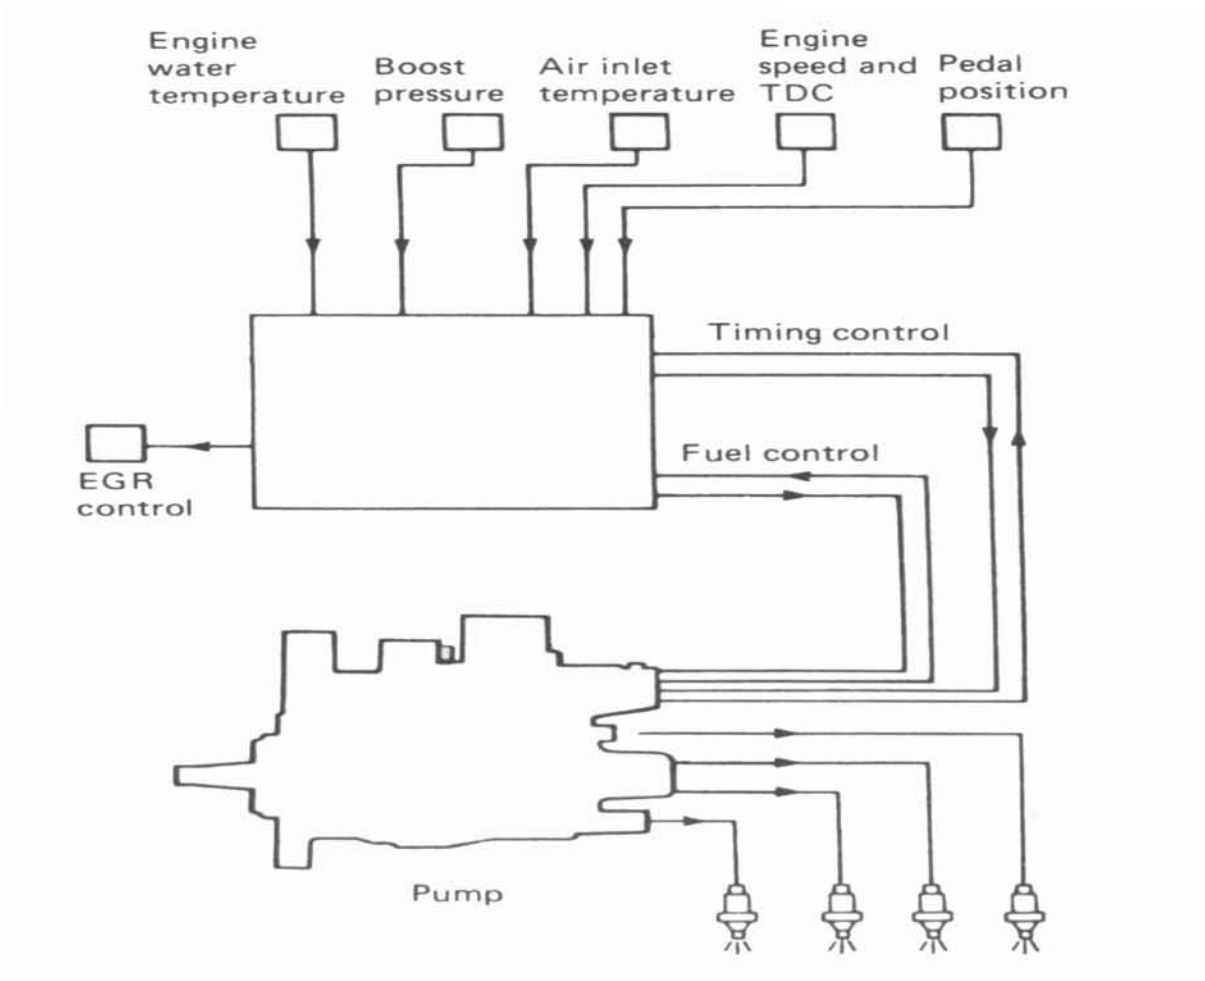 Engine
water
temperature
Boost
pressure
Air inlet
temperature
Engine
speed and
TDC
Pedal
position
Timing control
Fuel control
EGR
control
Pump